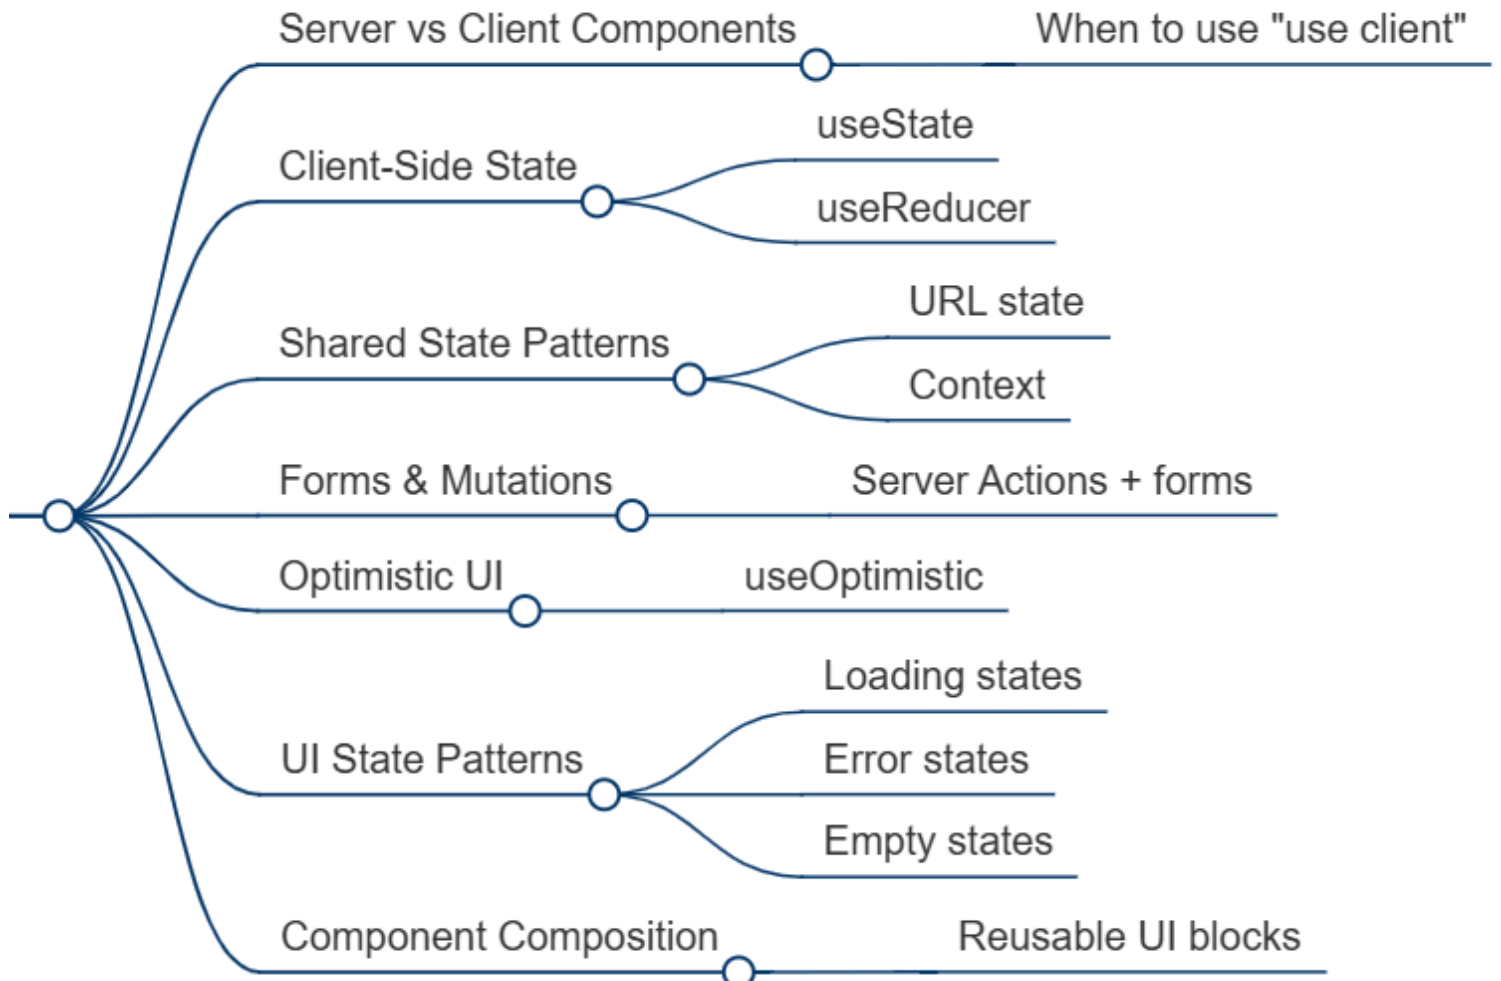 Server vs Client Components
When to use "use client"
Client-Side State
useState
useReducer
Shared State Patterns
URL state
Context
Forms & Mutations
Server Actions + forms
Optimistic UI
useOptimistic
UI State Patterns
Loading states
Error states
Empty states
Component Composition
Reusable UI blocks